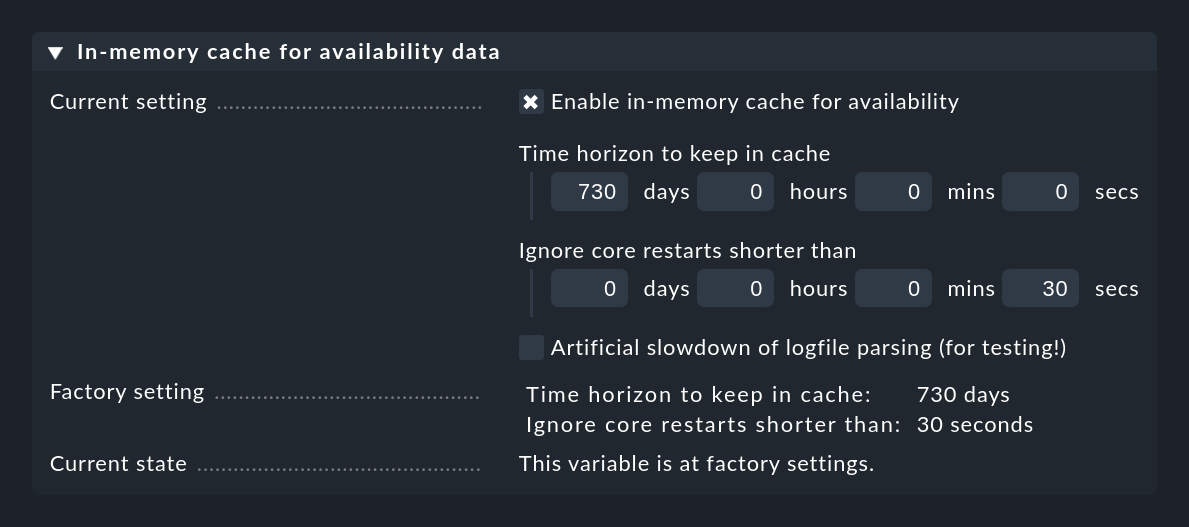 In-memory cache for availability data
Current setting Enable in-memory cache for availability
Time horizon to keep in cache
730 days 0 hours 0 mins 0 secs
Ignore core restarts shorter than
0 days 0 hours 0 mins 30 secs
Artificial slowdown of logfile parsing (for testing!)
Factory setting Time horizon to keep in cache: 730 days
Ignore core restarts shorter than: 30 seconds
Current state This variable is at factory settings.